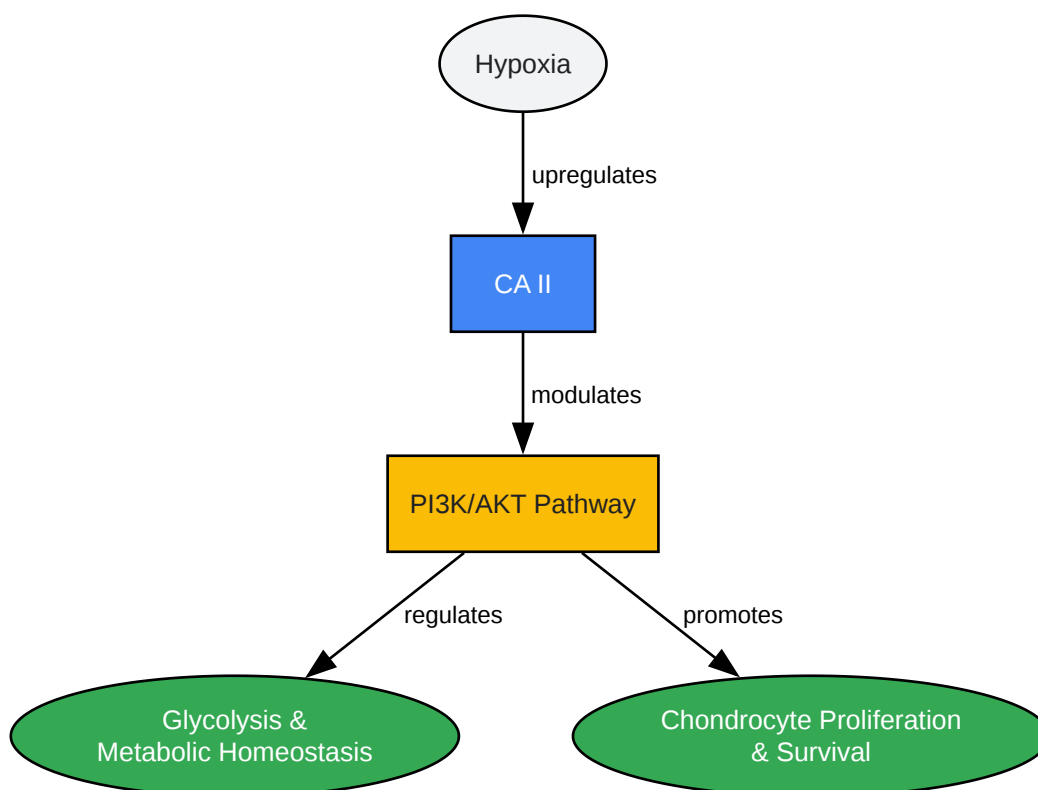 Hypoxia
upregulates
CA II
modulates
PI3K/AKT Pathway
regulates
promotes
Glycolysis &
Metabolic Homeostasis
Chondrocyte Proliferation
& Survival